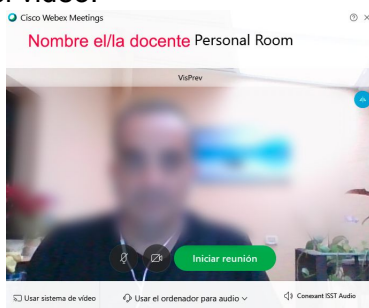 Cisco Webex Meetings
Nombre el/la docente Personal Room
VisPrev
Iniciar reunión
Usar sistema de vídeo
Usar el ordenador para audio
Conexant ISST Audio